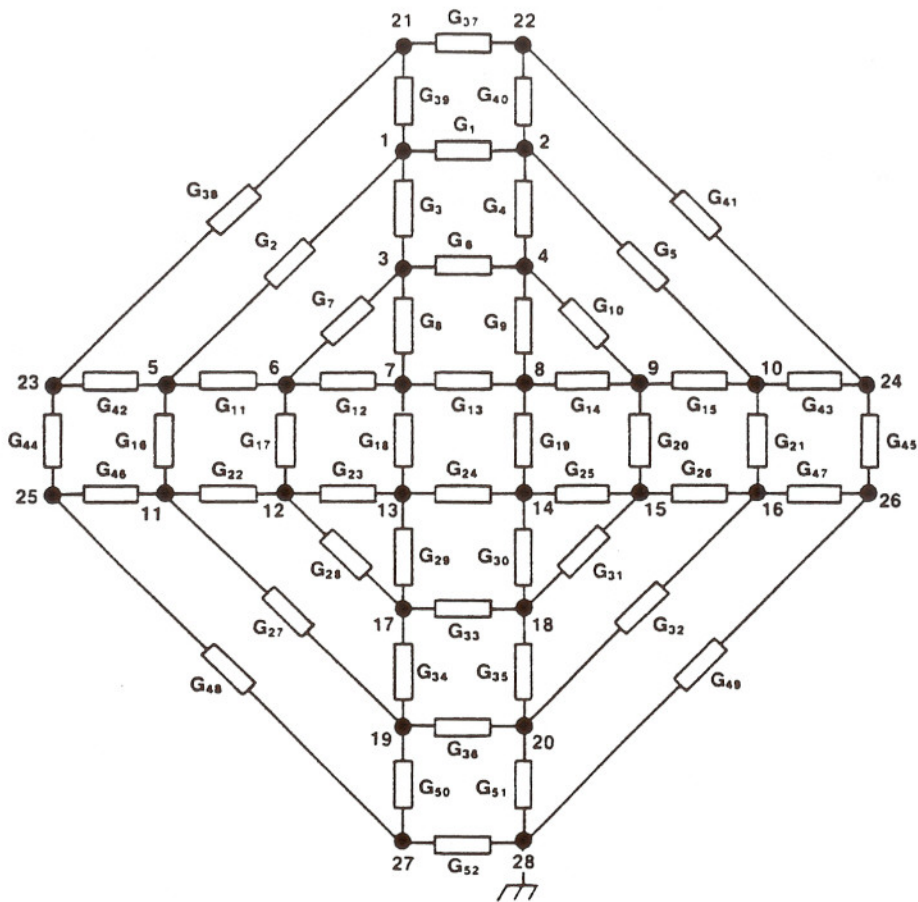 21 G37 22
G39 G40
1 G1 2
G38 G3 G4 G41
G2 G5
3 G6 4
G7 G8 G9 G10
23 5 6 7 8 9 10 24
G42 G11 G12 G13 G14 G15 G43
G44 G16 G17 G18 G19 G20 G21 G45
G46 G22 G23 G24 G25 G26 G47
25 11 12 13 14 15 16 26
G28 G29 G30 G31
17 G33 18
G27 G32
G48 G34 G35 G49
19 G36 20
G50 G51
27 G52 28